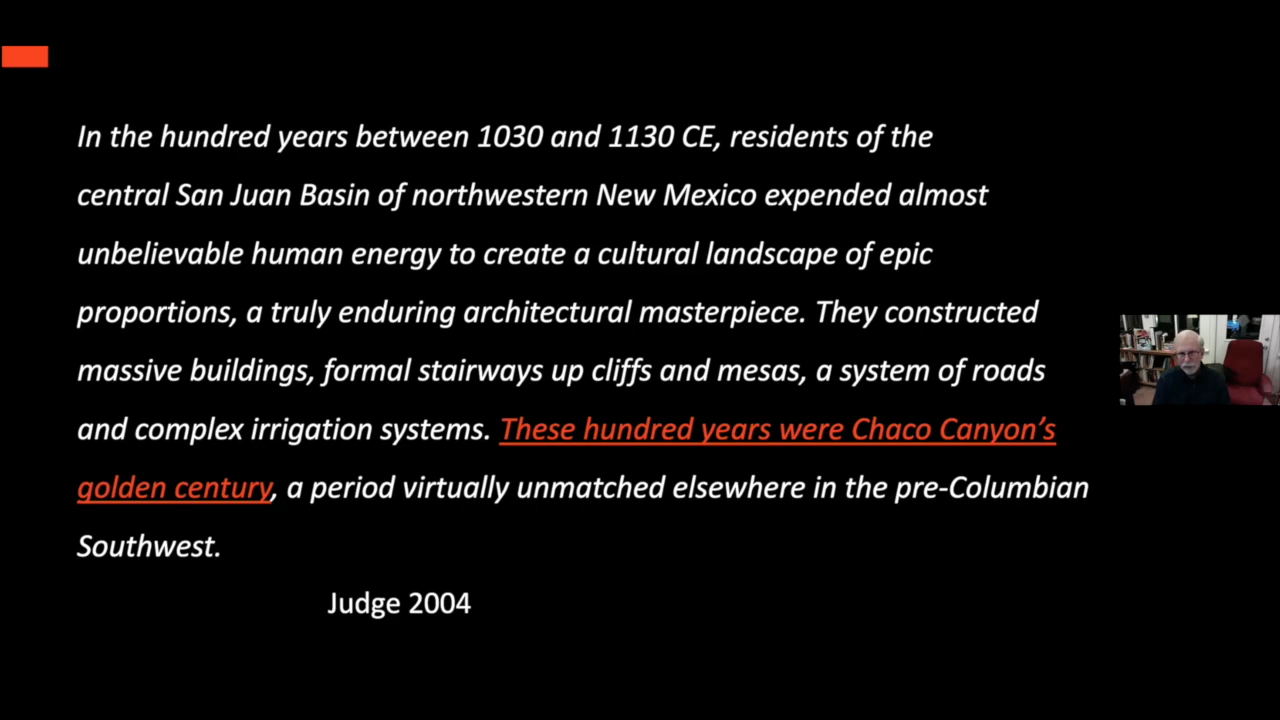 In the hundred years between 1030 and 1130 CE, residents of the
central San Juan Basin of northwestern New Mexico expended almost
unbelievable human energy to create a cultural landscape of epic
proportions, a truly enduring architectural masterpiece. They constructed
massive buildings, formal stairways up cliffs and mesas, a system of roads
and complex irrigation systems. These hundred years were Chaco Canyon’s
golden century, a period virtually unmatched elsewhere in the pre-Columbian
Southwest.
Judge 2004